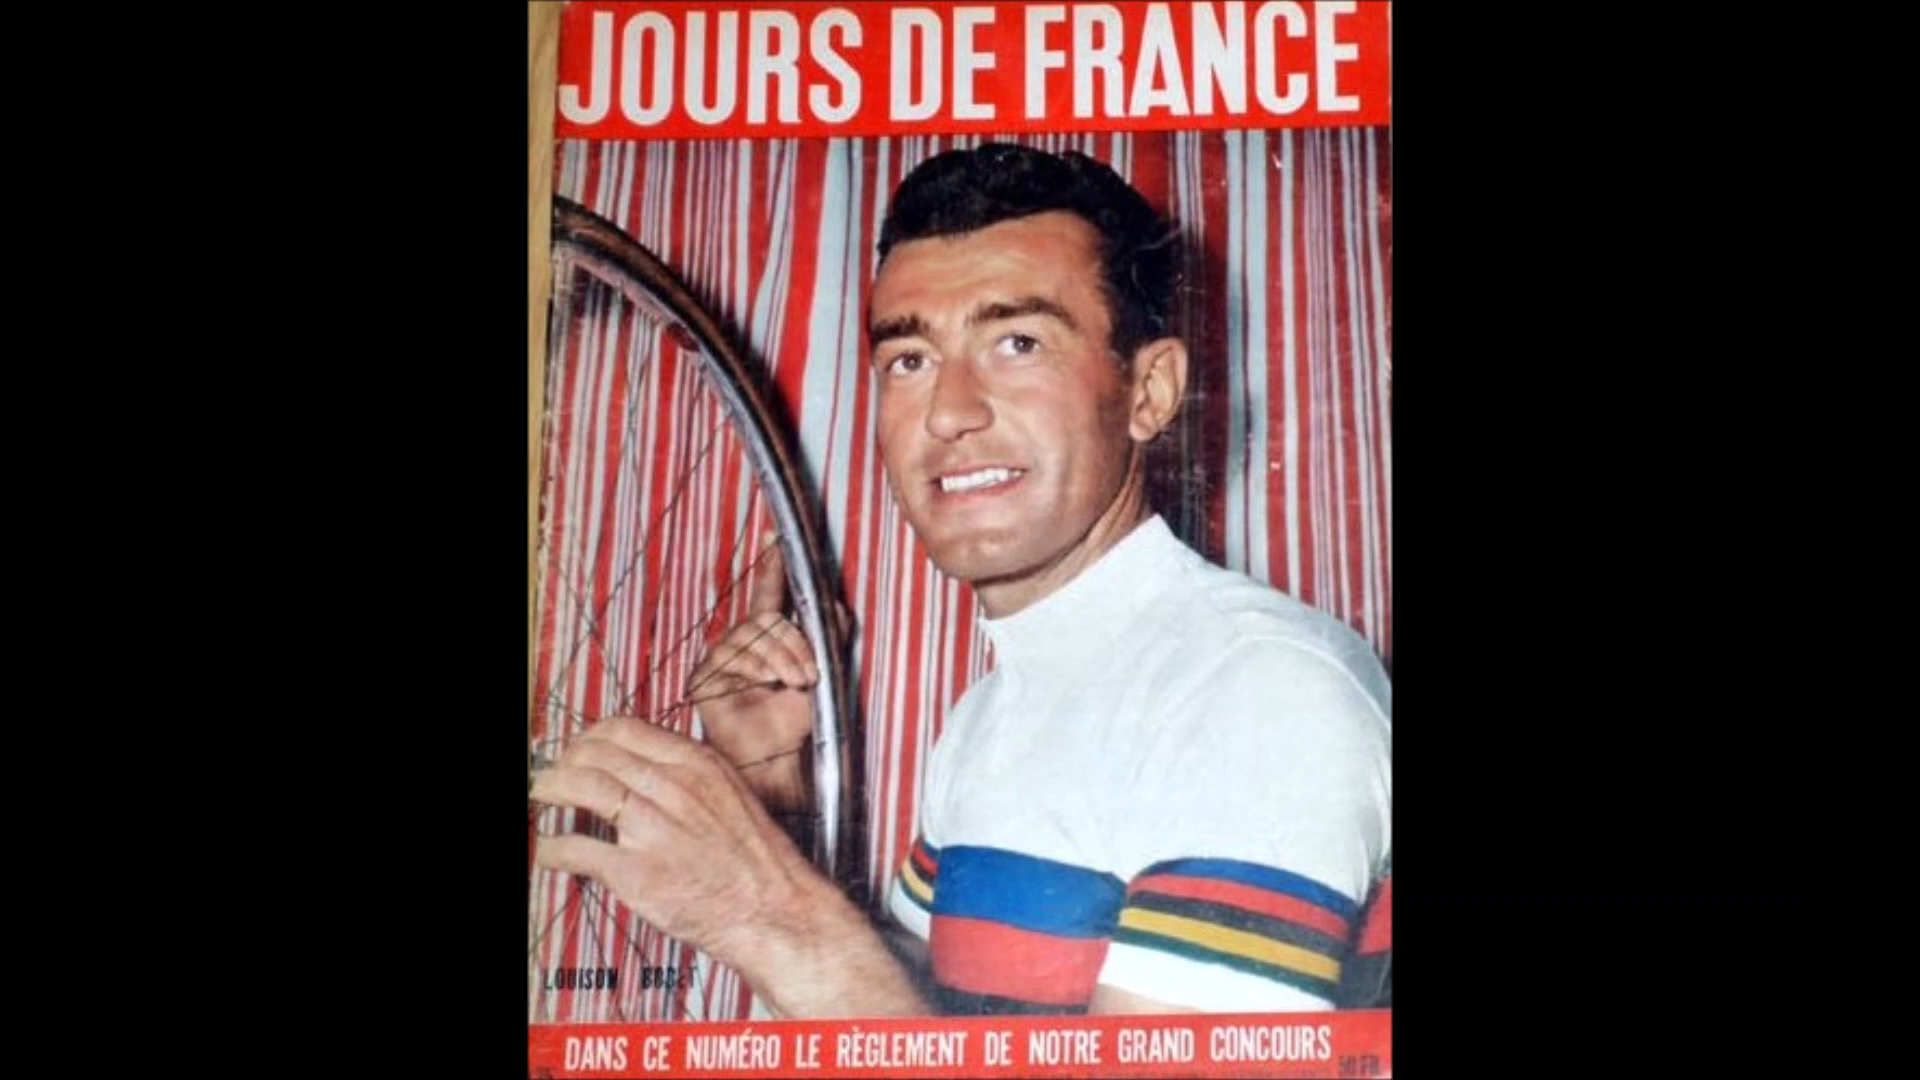 JOURS DE FRANCE
LOUISON BOBET
DANS CE NUMÉRO LE RÈGLEMENT DE NOTRE GRAND CONCOURS